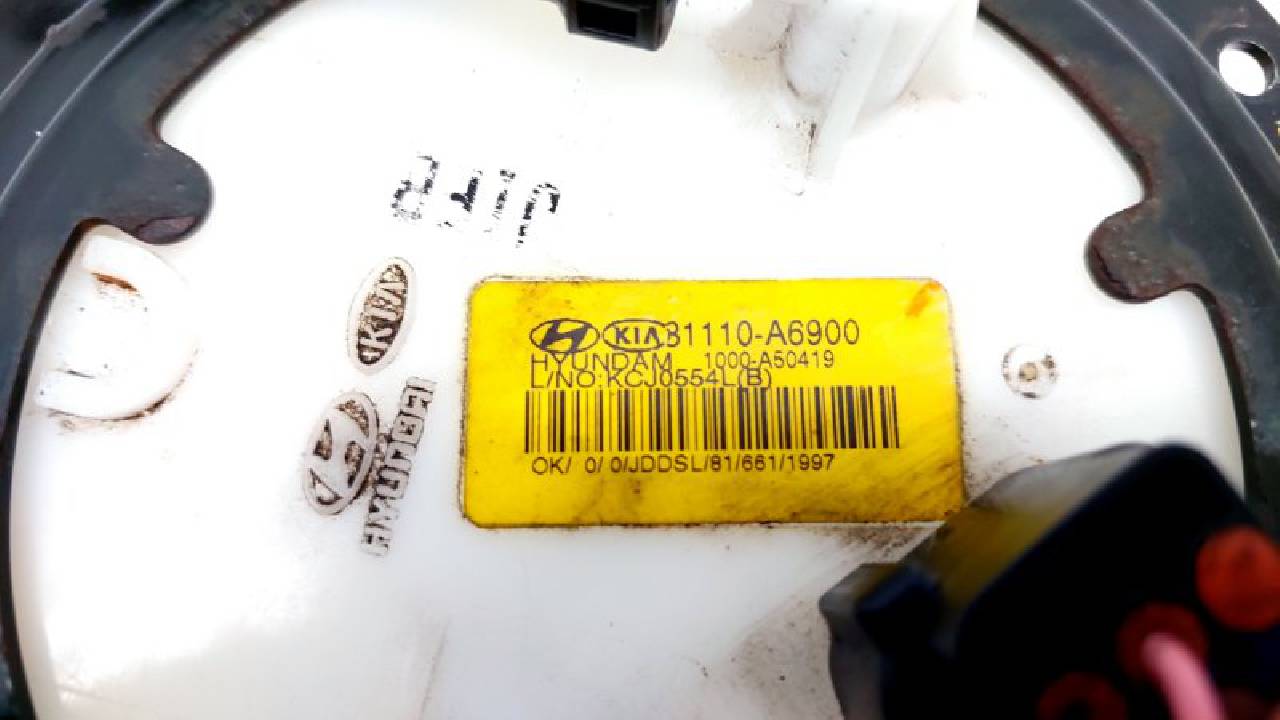 KIA
HYUNDAI
KIA 31110-A6900
HYUNDAM 1000-A50419
L/NO:KCJ0554L(B)
OK/ 0/ 0/JDDSL/81/661/1997